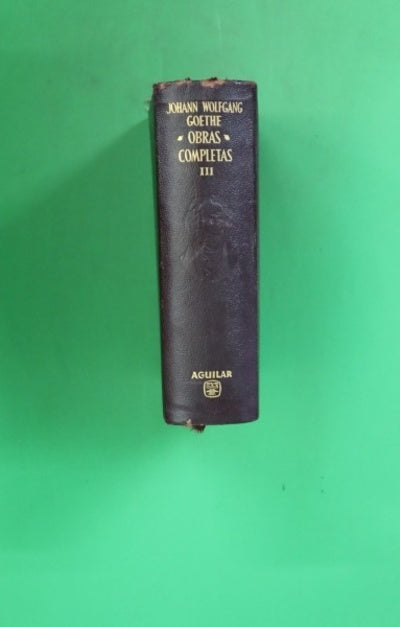 JOHANN WOLFGANG
GOETHE
OBRAS
COMPLETAS
III
AGUILAR